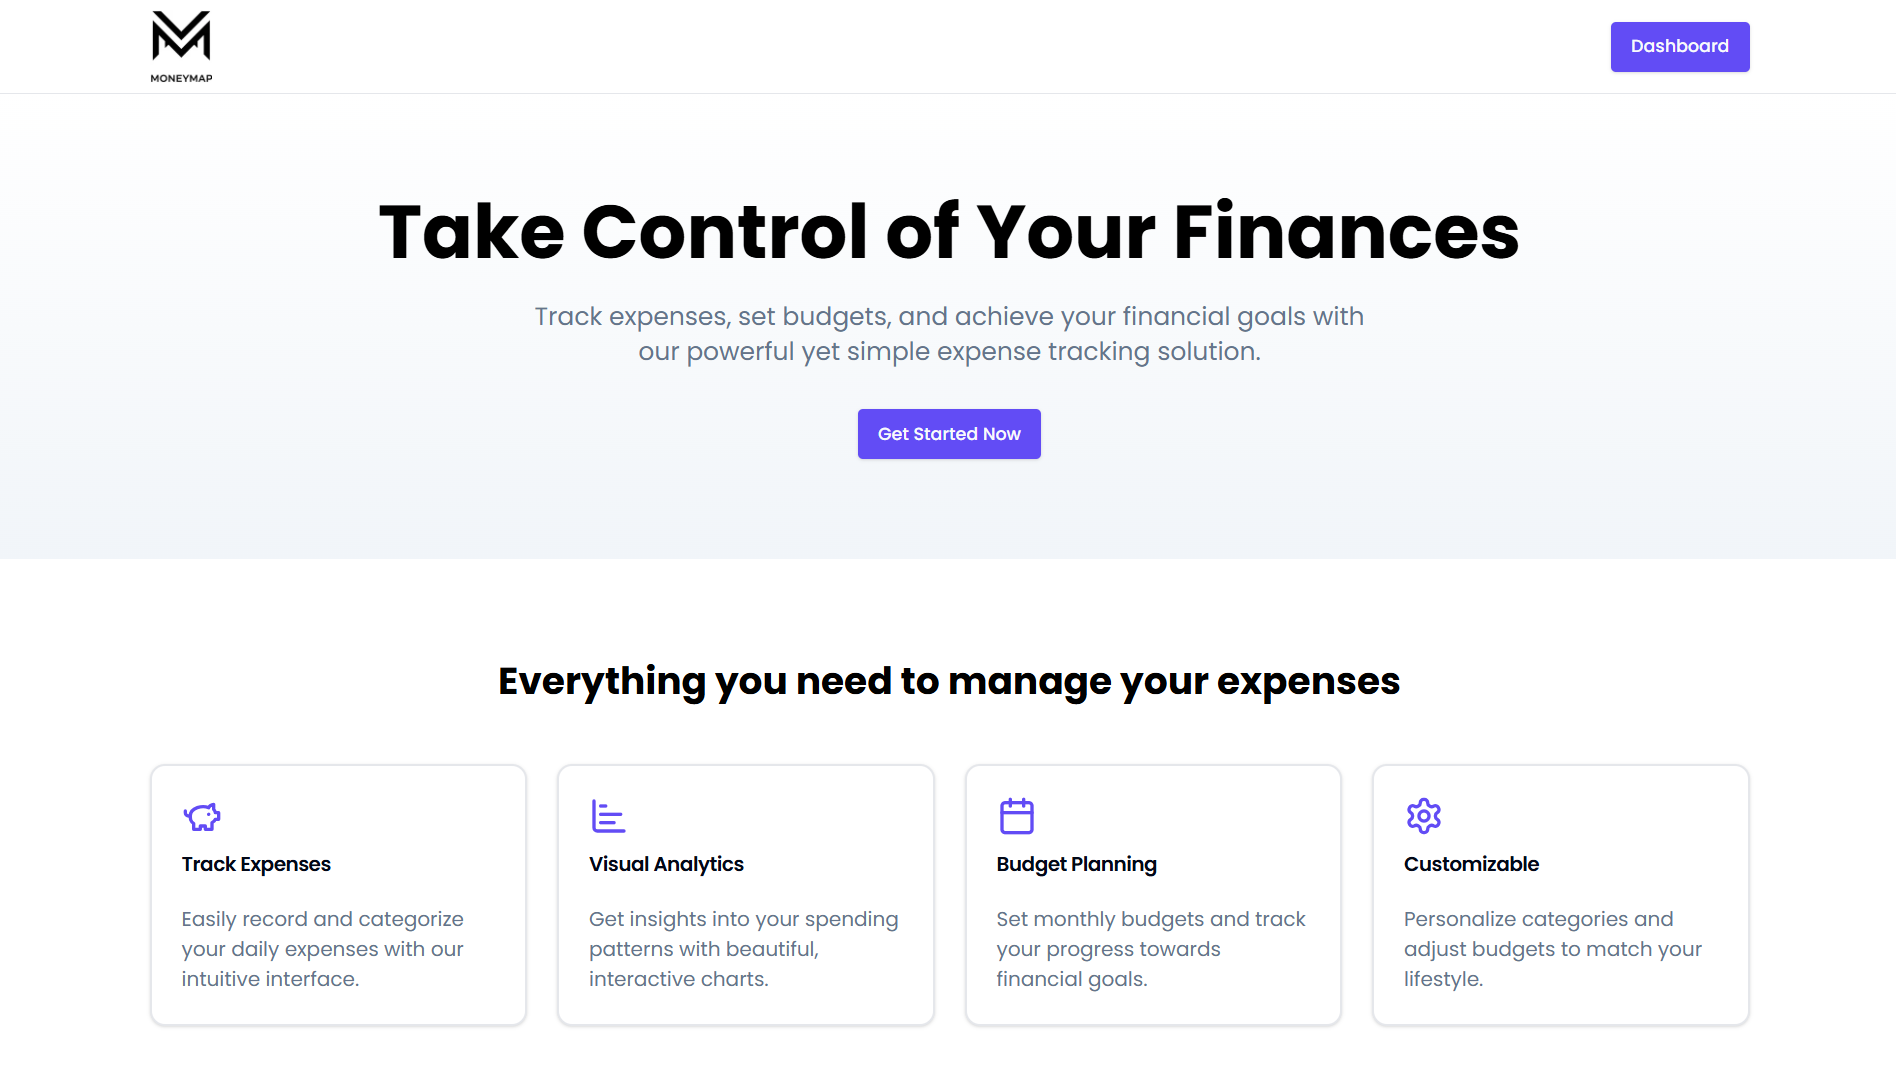 MONEYMAP
Dashboard
Take Control of Your Finances
Track expenses, set budgets, and achieve your financial goals with
our powerful yet simple expense tracking solution.
Get Started Now
Everything you need to manage your expenses
Track Expenses
Easily record and categorize
your daily expenses with our
intuitive interface.
Visual Analytics
Get insights into your spending
patterns with beautiful,
interactive charts.
Budget Planning
Set monthly budgets and track
your progress towards
financial goals.
Customizable
Personalize categories and
adjust budgets to match your
lifestyle.